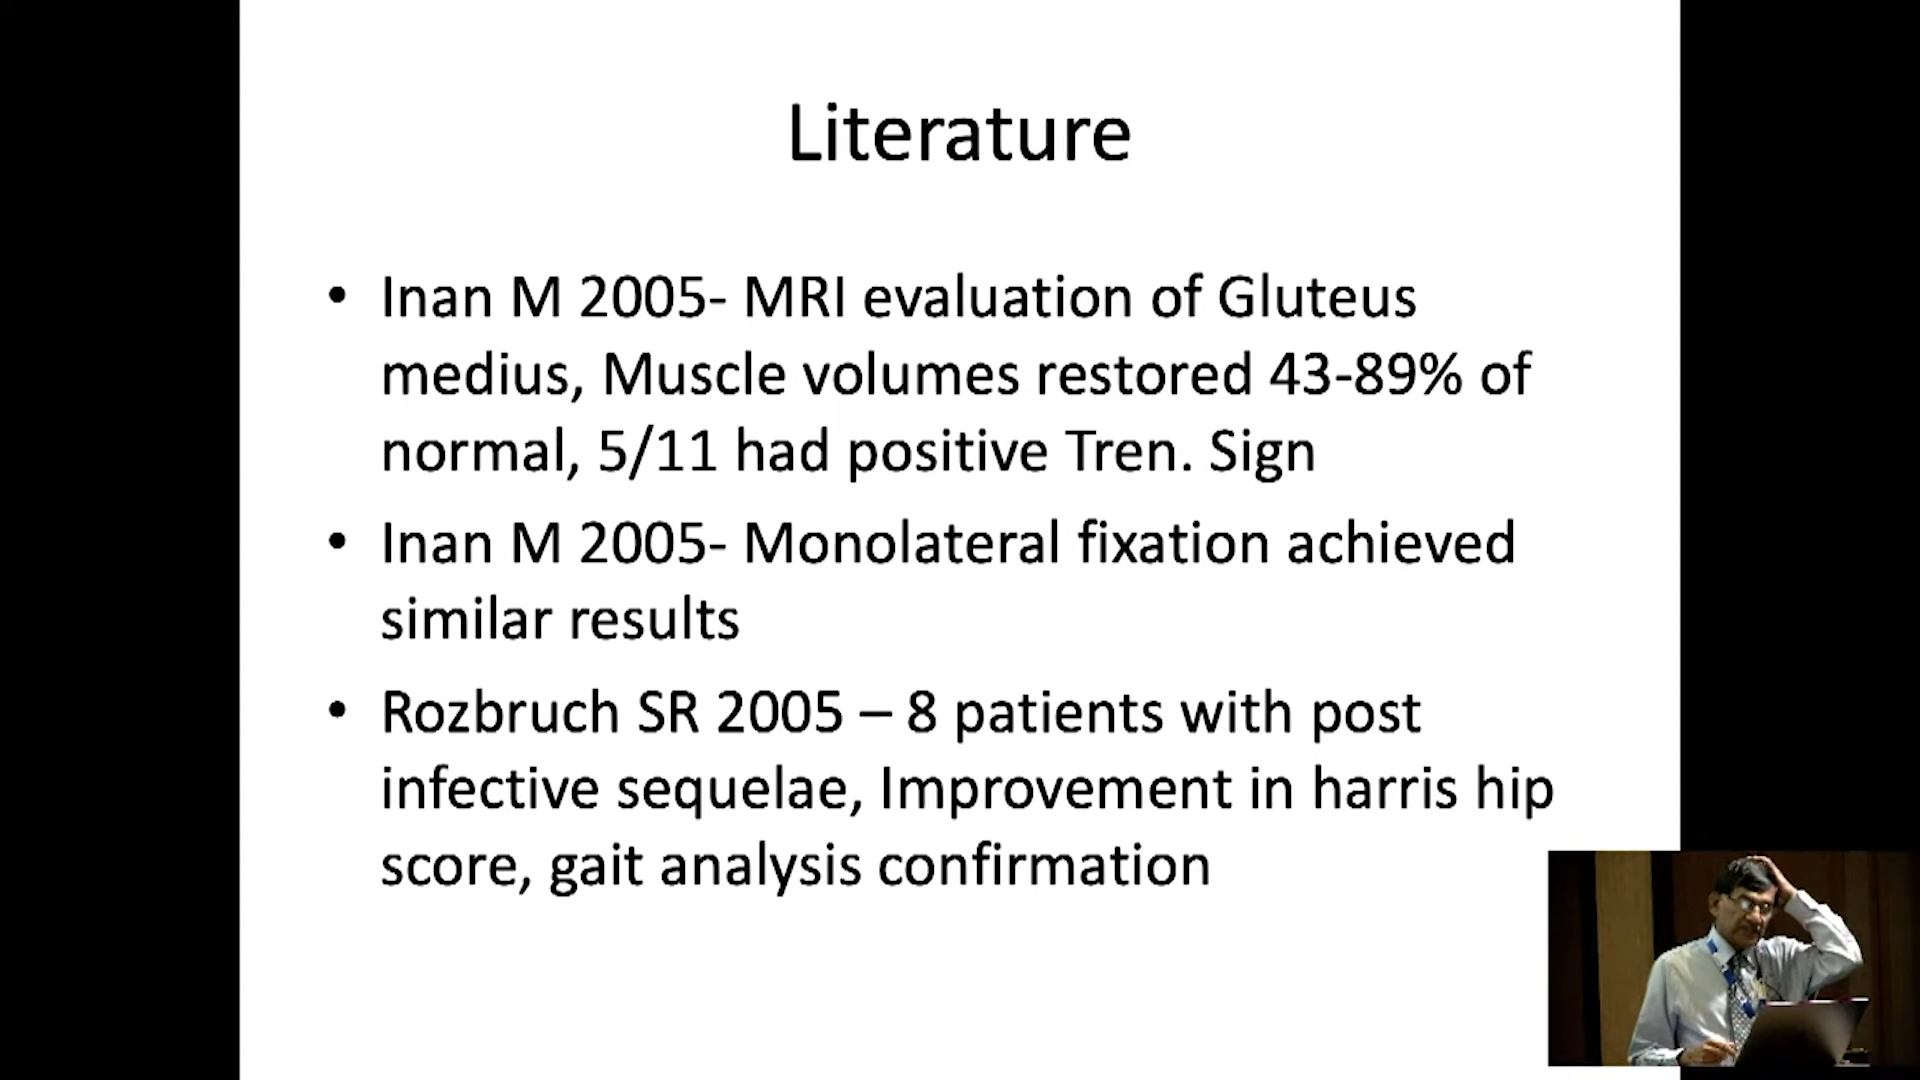 Literature
• Inan M 2005- MRI evaluation of Gluteus
medius, Muscle volumes restored 43-89% of
normal, 5/11 had positive Tren. Sign
• Inan M 2005- Monolateral fixation achieved
similar results
• Rozbruch SR 2005 – 8 patients with post
infective sequelae, Improvement in harris hip
score, gait analysis confirmation